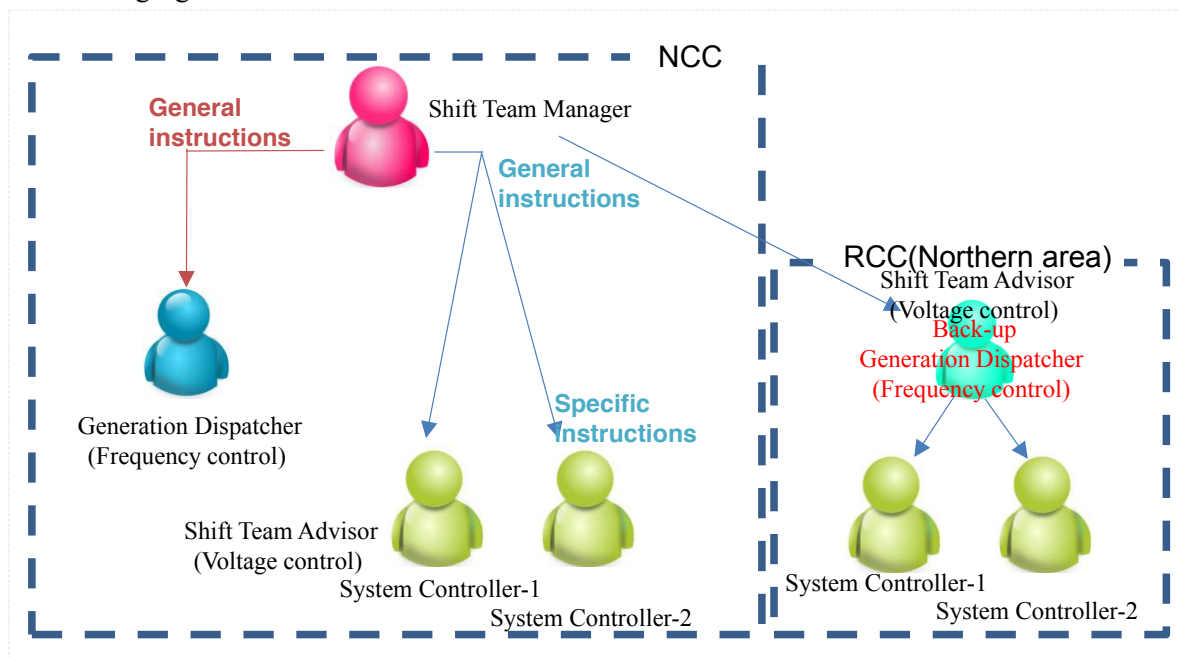 NCC
Shift Team Manager
General
instructions
General
instructions
RCC(Northern area)
Shift Team Advisor
(Voltage control)
Back-up
Generation Dispatcher
(Frequency control)
Specific
Instructions
Generation Dispatcher
(Frequency control)
Shift Team Advisor
(Voltage control)
System Controller-1
System Controller-2
System Controller-1
System Controller-2